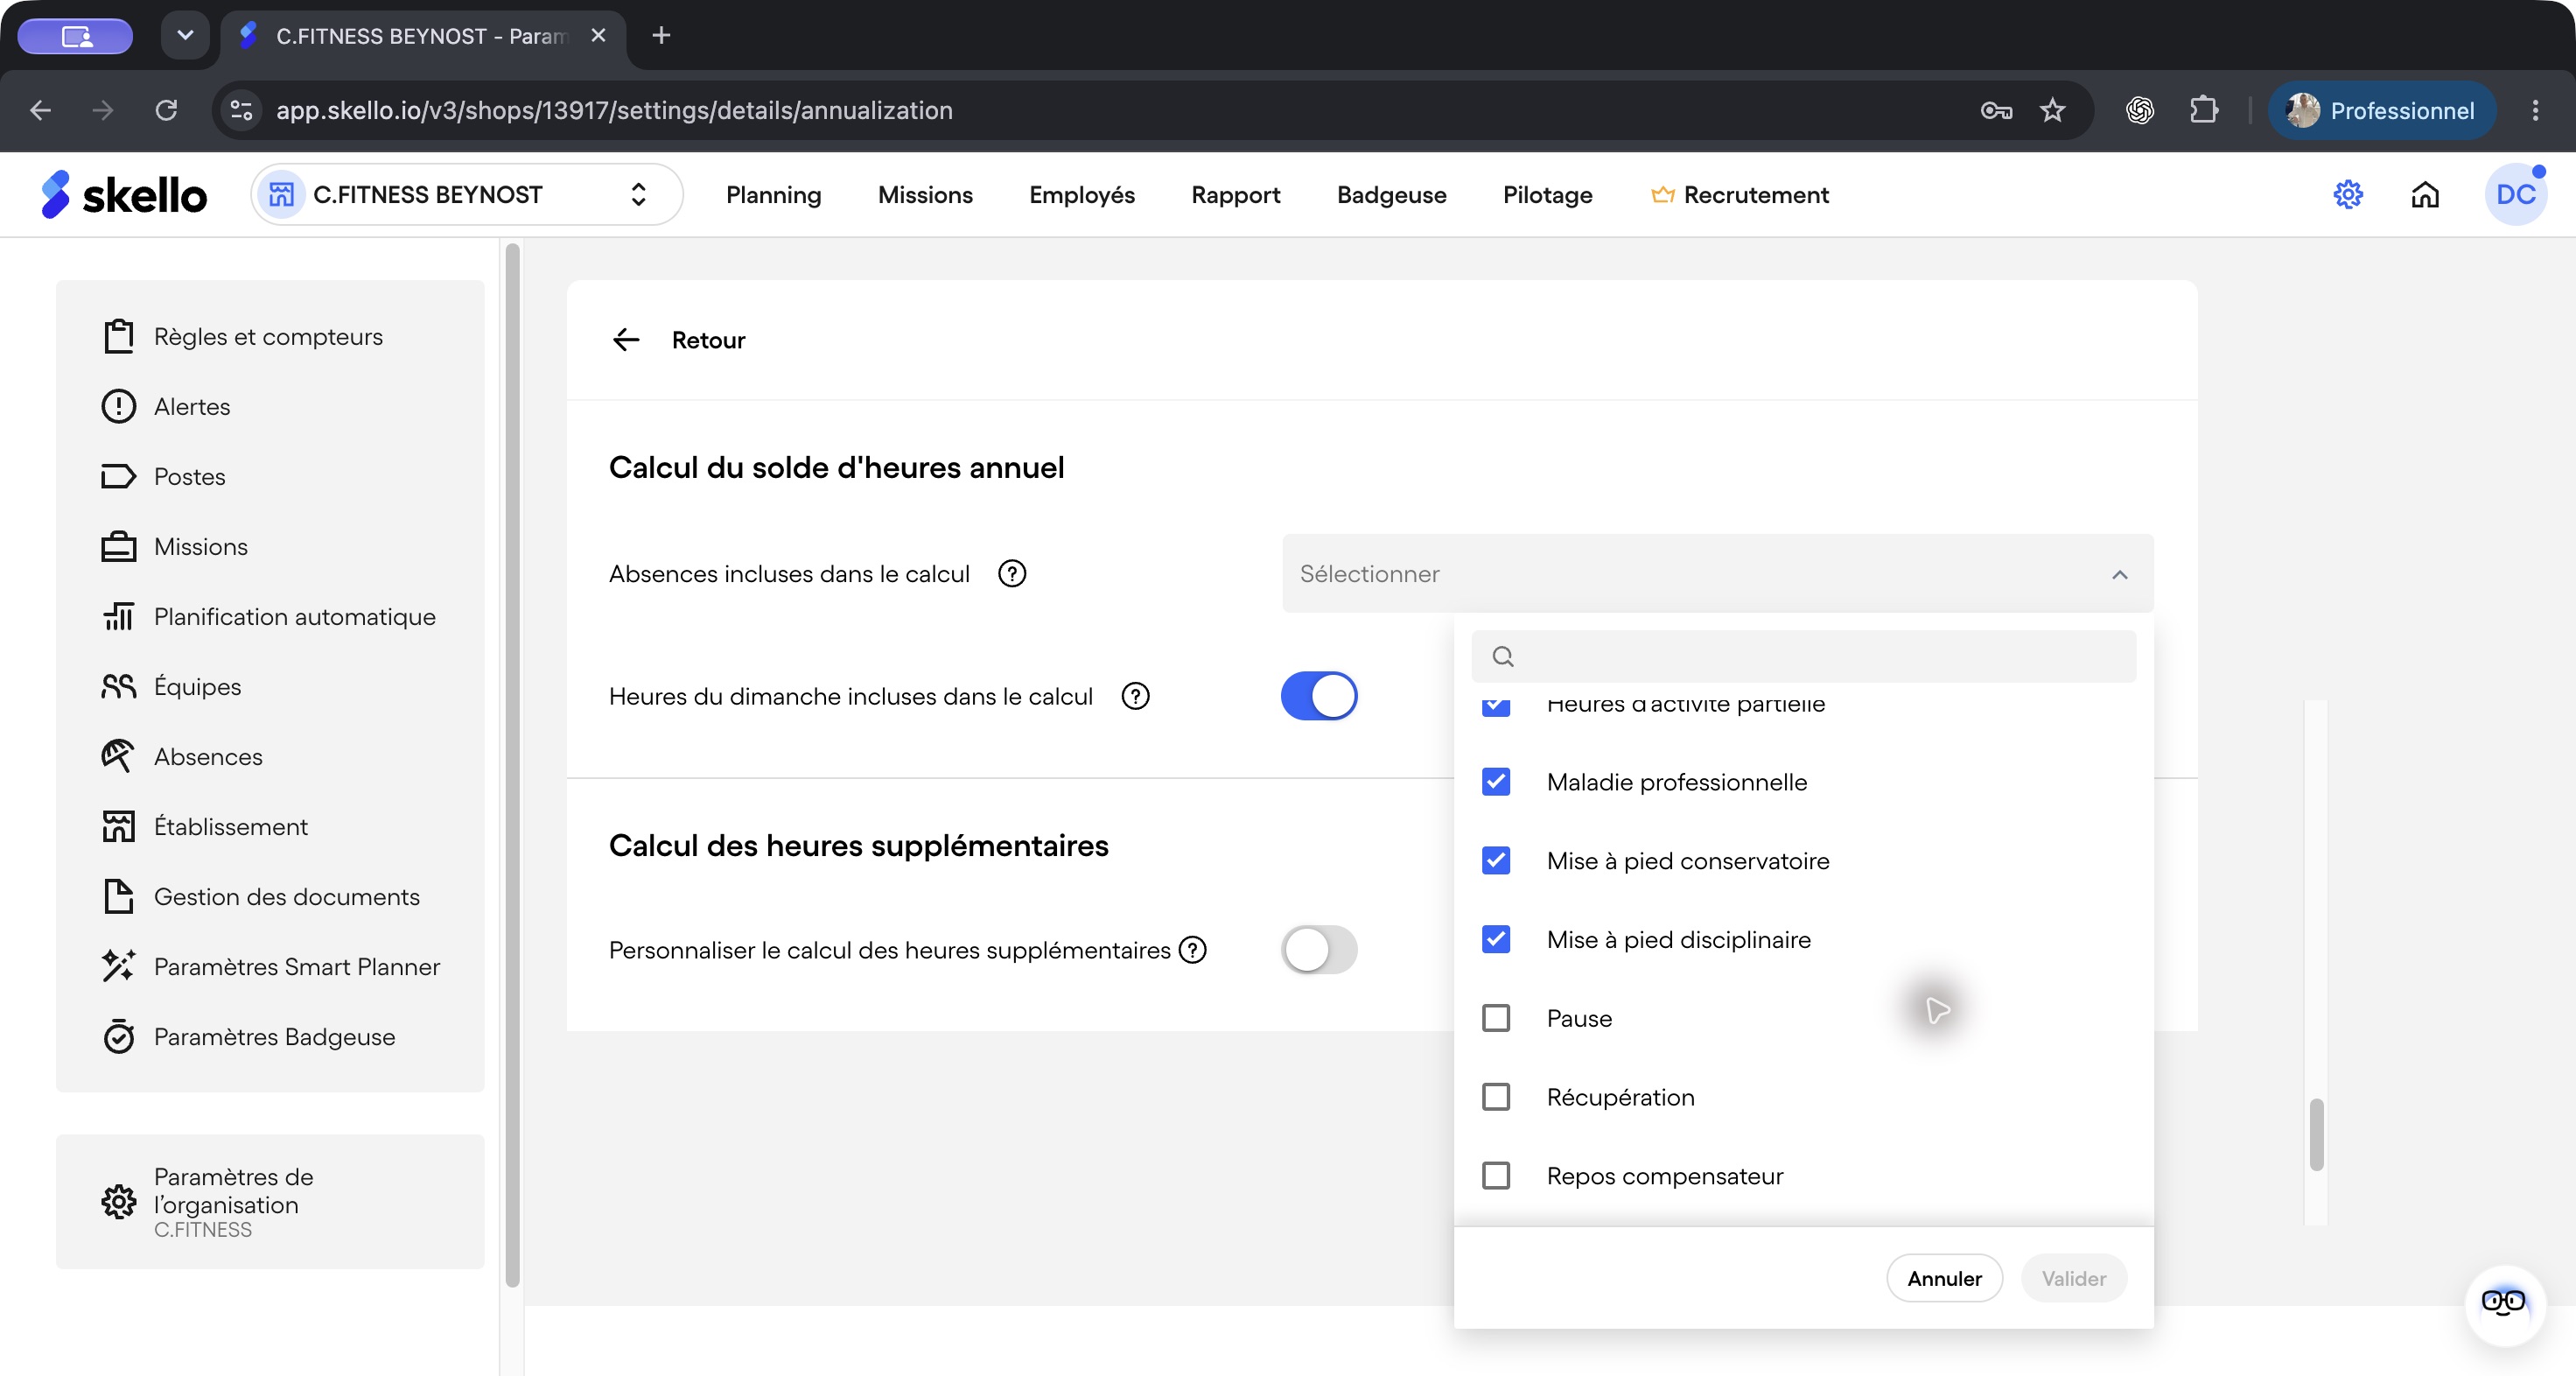 C.FITNESS BEYNOST - Param
app.skello.io/v3/shops/13917/settings/details/annualization
Professionnel
skello
C.FITNESS BEYNOST
Planning
Missions
Employés
Rapport
Badgeuse
Pilotage
Recrutement
DC
Règles et compteurs
Alertes
Postes
Missions
Planification automatique
Équipes
Absences
Établissement
Gestion des documents
Paramètres Smart Planner
Paramètres Badgeuse
Paramètres de
l’organisation
C.FITNESS
Retour
Calcul du solde d'heures annuel
Absences incluses dans le calcul
Sélectionner
Heures du dimanche incluses dans le calcul
Calcul des heures supplémentaires
Personnaliser le calcul des heures supplémentaires
Heures d'activité partielle
Maladie professionnelle
Mise à pied conservatoire
Mise à pied disciplinaire
Pause
Récupération
Repos compensateur
Annuler
Valider